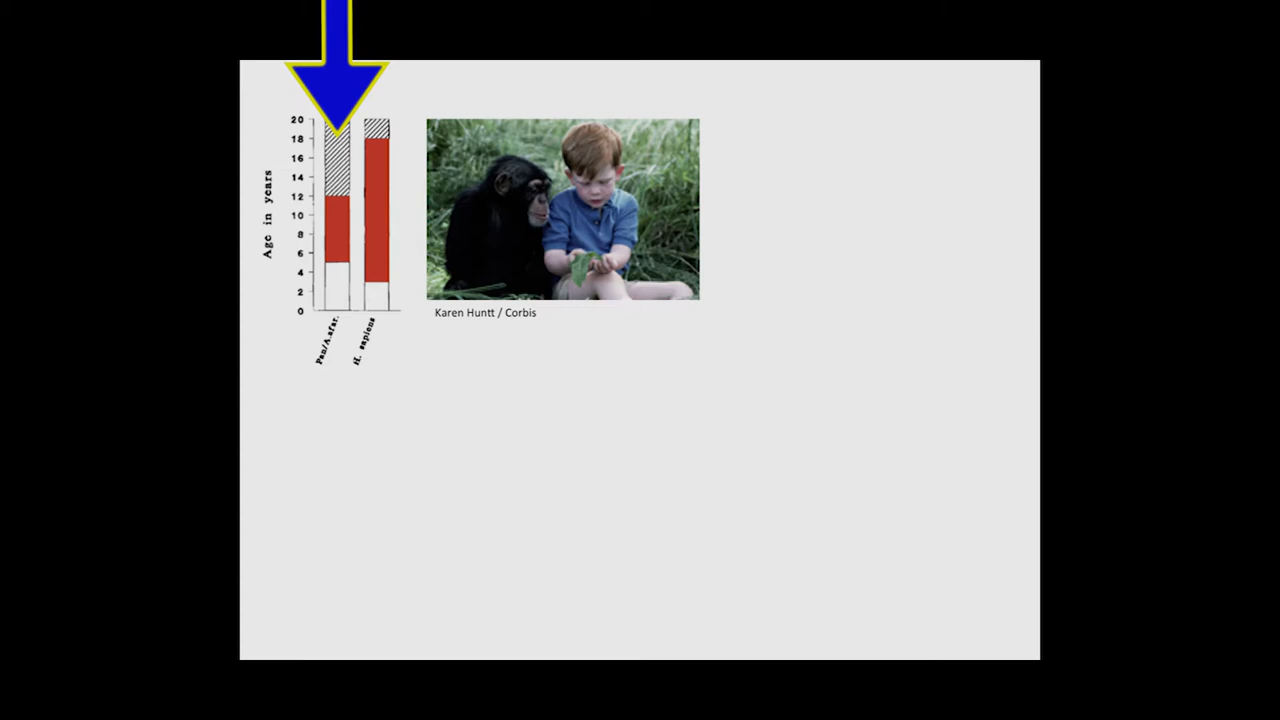 20
18
16
14
12
10
8
6
4
2
0
Age in years
Pan/A.afar.
H. sapiens
Karen Huntt / Corbis